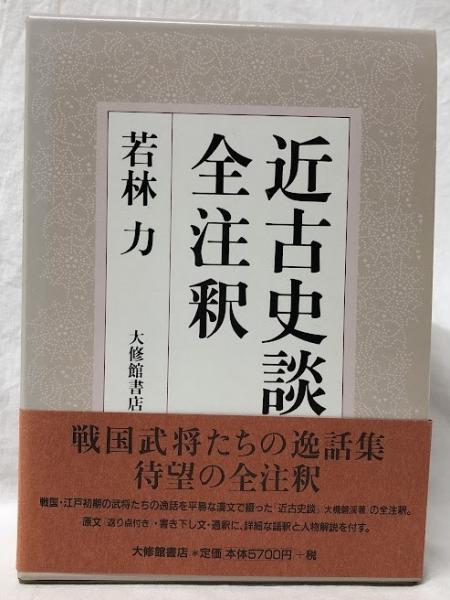 近古史談
全注釈
若林 力
大修館書店
戦国武将たちの逸話集
待望の全注釈
戦国・江戸初期の武将たちの逸話を平易な漢文で綴った『近古史談』大槻磐渓著の全注釈。
原文(返り点付き)・書き下し文・通釈に、詳細な語釈と人物解説を付す。
大修館書店 *定価 本体5700円 +税